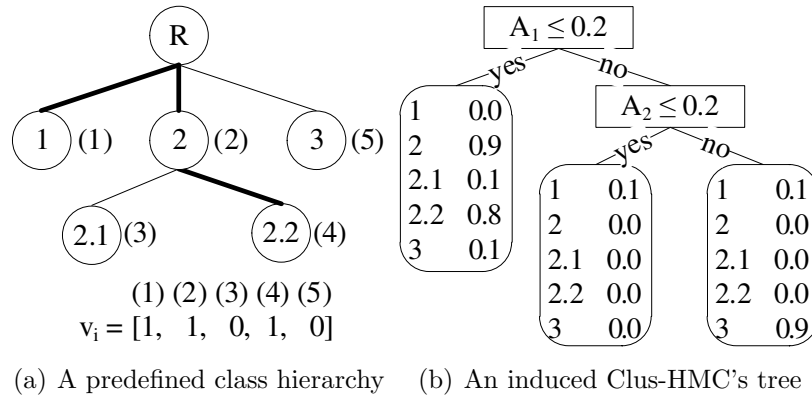 R
1 (1) 2 (2) 3 (5)
2.1 (3) 2.2 (4)
(1) (2) (3) (4) (5)
v_i = [1, 1, 0, 1, 0]
(a) A predefined class hierarchy
A₁ ≤ 0.2
yes no
1 0.0
2 0.9
2.1 0.1
2.2 0.8
3 0.1
A₂ ≤ 0.2
yes no
1 0.1
2 0.0
2.1 0.0
2.2 0.0
3 0.0
1 0.1
2 0.0
2.1 0.0
2.2 0.0
3 0.9
(b) An induced Clus-HMC's tree